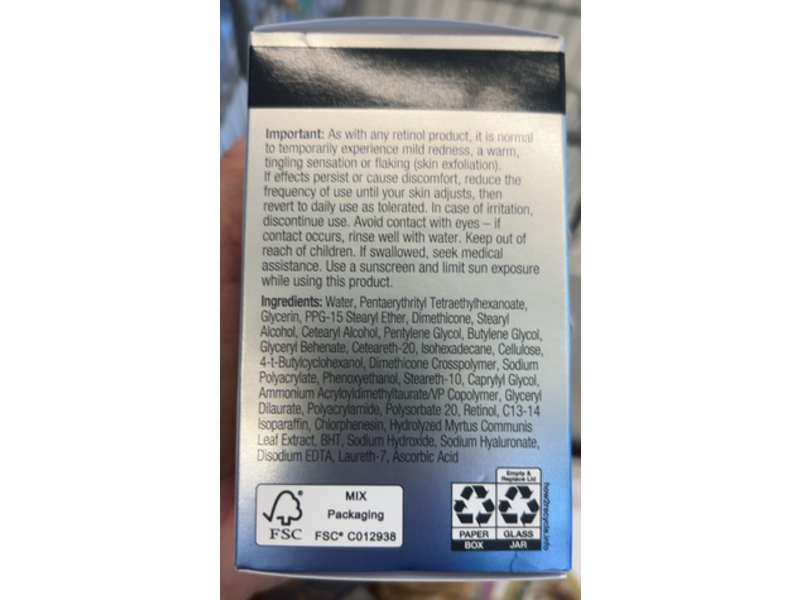 Important: As with any retinol product, it is normal
to temporarily experience mild redness, a warm,
tingling sensation or flaking (skin exfoliation).
If effects persist or cause discomfort, reduce the
frequency of use until your skin adjusts, then
revert to daily use as tolerated. In case of irritation,
discontinue use. Avoid contact with eyes – if
contact occurs, rinse well with water. Keep out of
reach of children. If swallowed, seek medical
assistance. Use a sunscreen and limit sun exposure
while using this product.
Ingredients: Water, Pentaerythrityl Tetraethylhexanoate,
Glycerin, PPG-15 Stearyl Ether, Dimethicone, Stearyl
Alcohol, Cetearyl Alcohol, Pentylene Glycol, Butylene Glycol,
Glyceryl Behenate, Ceteareth-20, Isohexadecane, Cellulose,
4-t-Butylcyclohexanol, Dimethicone Crosspolymer, Sodium
Polyacrylate, Phenoxyethanol, Steareth-10, Caprylyl Glycol,
Ammonium Acryloyldimethyltaurate/VP Copolymer, Glyceryl
Dilaurate, Polyacrylamide, Polysorbate 20, Retinol, C13-14
Isoparaffin, Chlorphenesin, Hydrolyzed Myrtus Communis
Leaf Extract, BHT, Sodium Hydroxide, Sodium Hyaluronate,
Disodium EDTA, Laureth-7, Ascorbic Acid
FSC
MIX
Packaging
FSC® C012938
Empty &
Replace Lid
PAPER
BOX
GLASS
JAR
how2recycle.info